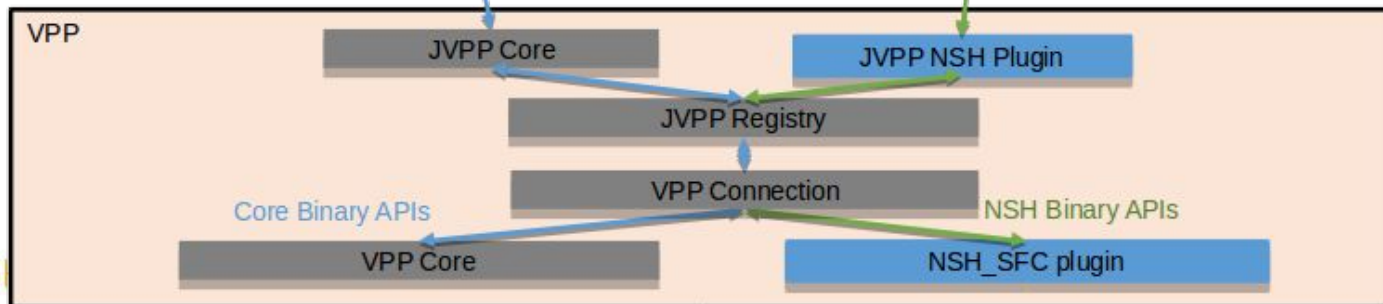 VPP
JVPP Core
JVPP NSH Plugin
JVPP Registry
VPP Connection
Core Binary APIs
NSH Binary APIs
VPP Core
NSH_SFC plugin